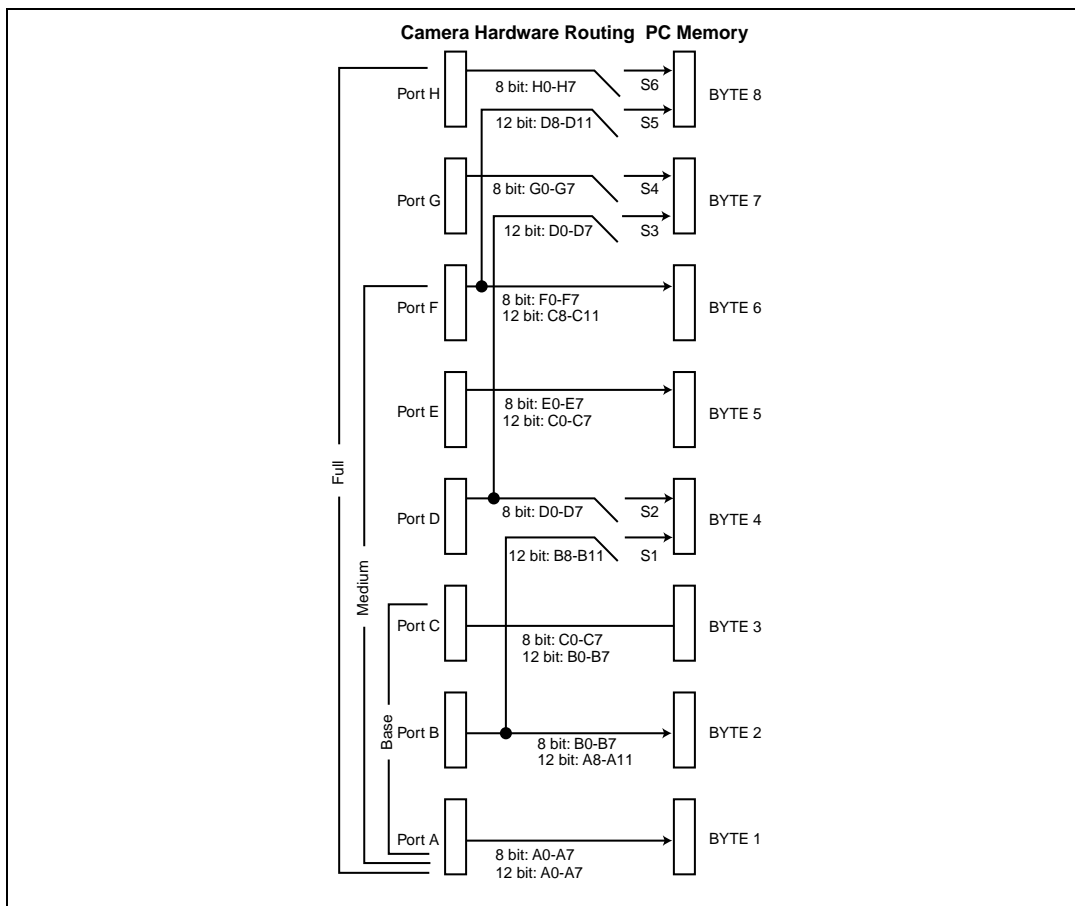 Camera Hardware Routing PC Memory
Port H
8 bit: H0-H7
S6
BYTE 8
12 bit: D8-D11
S5
Port G
8 bit: G0-G7
S4
BYTE 7
12 bit: D0-D7
S3
Port F
8 bit: F0-F7
12 bit: C8-C11
BYTE 6
Port E
8 bit: E0-E7
12 bit: C0-C7
BYTE 5
Full
Port D
8 bit: D0-D7
S2
BYTE 4
12 bit: B8-B11
S1
Medium
Port C
8 bit: C0-C7
12 bit: B0-B7
BYTE 3
Base
Port B
8 bit: B0-B7
12 bit: A8-A11
BYTE 2
Port A
8 bit: A0-A7
12 bit: A0-A7
BYTE 1